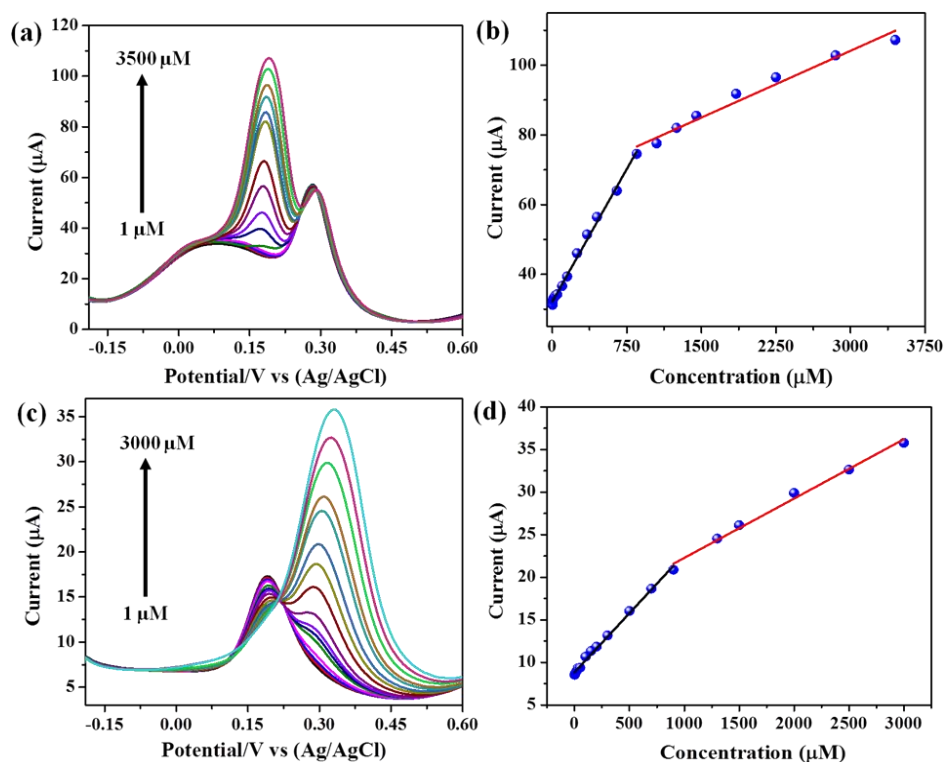 (a)
120
100
80
60
40
20
0
Current (μA)
3500 μM
1 μM
-0.15 0.00 0.15 0.30 0.45 0.60
Potential/V vs (Ag/AgCl)
(b)
100
80
60
40
Current (μA)
0 750 1500 2250 3000 3750
Concentration (μM)
(c)
35
30
25
20
15
10
5
Current (μA)
3000 μM
1 μM
-0.15 0.00 0.15 0.30 0.45 0.60
Potential/V vs (Ag/AgCl)
(d)
40
35
30
25
20
15
10
5
Current (μA)
0 500 1000 1500 2000 2500 3000
Concentration (μM)